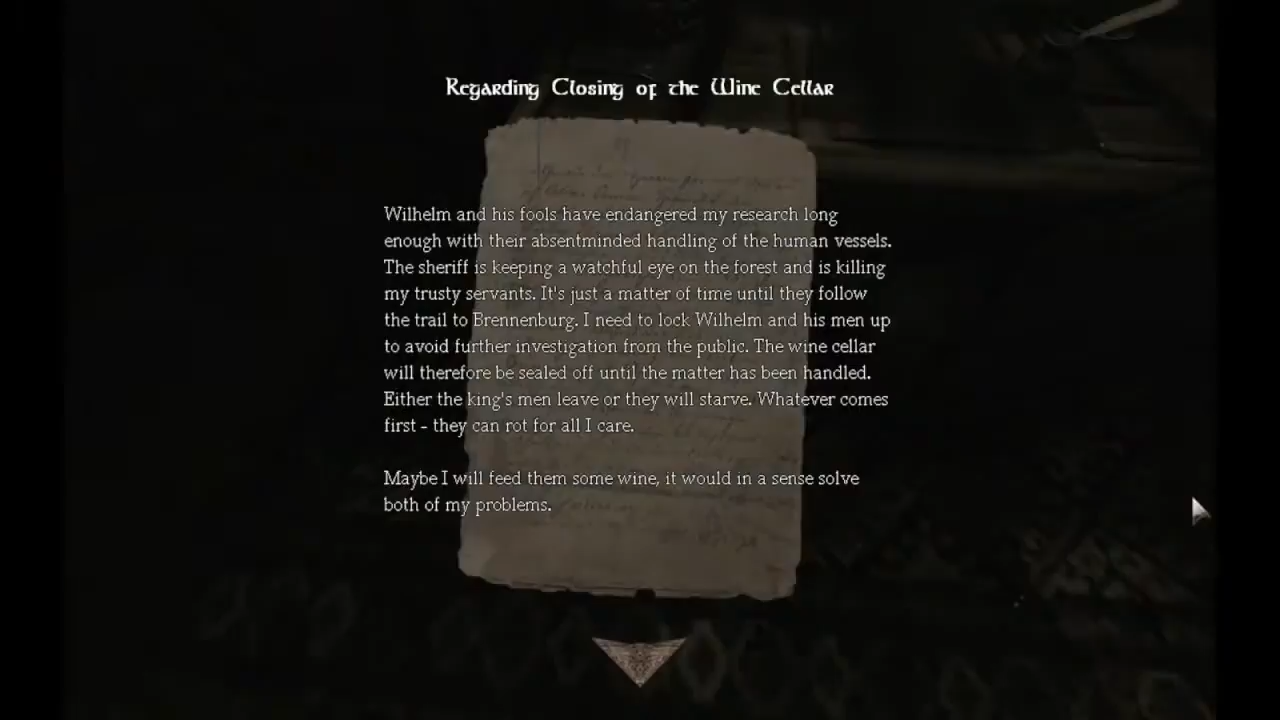 Regarding Closing of the Wine Cellar
Wilhelm and his fools have endangered my research long
enough with their absentminded handling of the human vessels.
The sheriff is keeping a watchful eye on the forest and is killing
my trusty servants. It's just a matter of time until they follow
the trail to Brennenburg. I need to lock Wilhelm and his men up
to avoid further investigation from the public. The wine cellar
will therefore be sealed off until the matter has been handled.
Either the king's men leave or they will starve. Whatever comes
first - they can rot for all I care.
Maybe I will feed them some wine, it would in a sense solve
both of my problems.